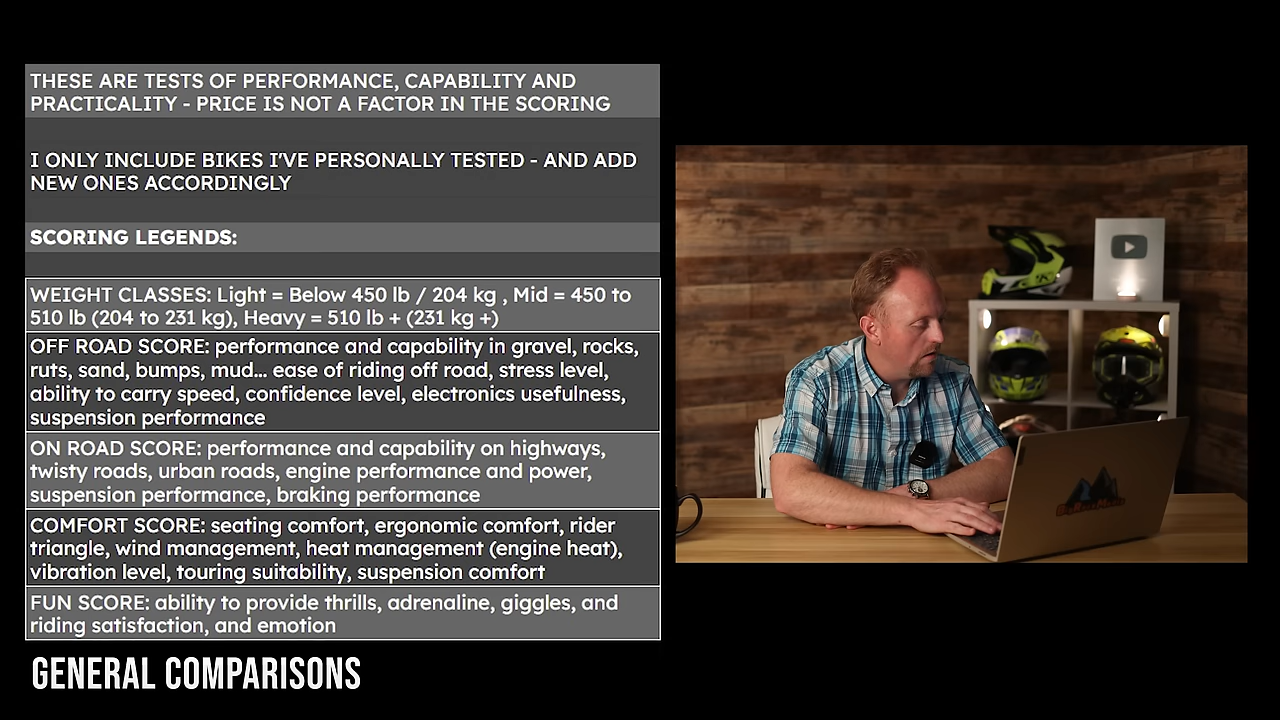 THESE ARE TESTS OF PERFORMANCE, CAPABILITY AND
PRACTICALITY - PRICE IS NOT A FACTOR IN THE SCORING
I ONLY INCLUDE BIKES I'VE PERSONALLY TESTED - AND ADD
NEW ONES ACCORDINGLY
SCORING LEGENDS:
WEIGHT CLASSES: Light = Below 450 lb / 204 kg , Mid = 450 to
510 lb (204 to 231 kg), Heavy = 510 lb + (231 kg +)
OFF ROAD SCORE: performance and capability in gravel, rocks,
ruts, sand, bumps, mud... ease of riding off road, stress level,
ability to carry speed, confidence level, electronics usefulness,
suspension performance
ON ROAD SCORE: performance and capability on highways,
twisty roads, urban roads, engine performance and power,
suspension performance, braking performance
COMFORT SCORE: seating comfort, ergonomic comfort, rider
triangle, wind management, heat management (engine heat),
vibration level, touring suitability, suspension comfort
FUN SCORE: ability to provide thrills, adrenaline, giggles, and
riding satisfaction, and emotion
GENERAL COMPARISONS